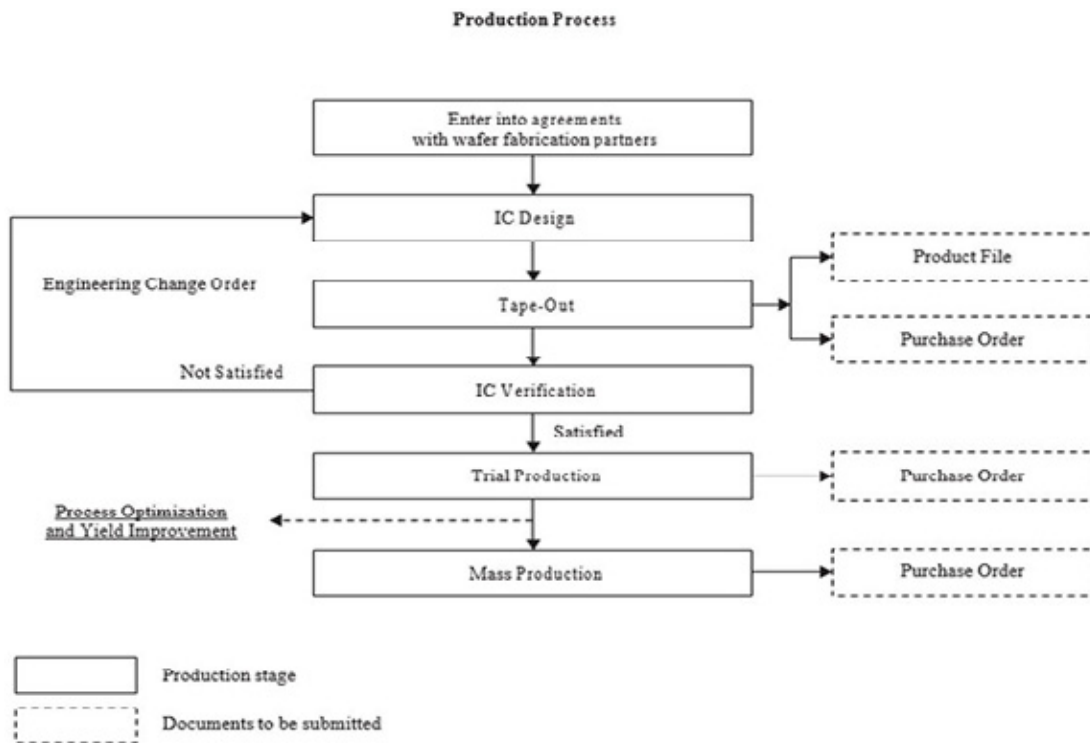 Production Process
Enter into agreements
with wafer fabrication partners
IC Design
Product File
Engineering Change Order
Tape-Out
Purchase Order
Not Satisfied
IC Verification
Satisfied
Trial Production
Purchase Order
Process Optimization
and Yield Improvement
Mass Production
Purchase Order
Production stage
Documents to be submitted